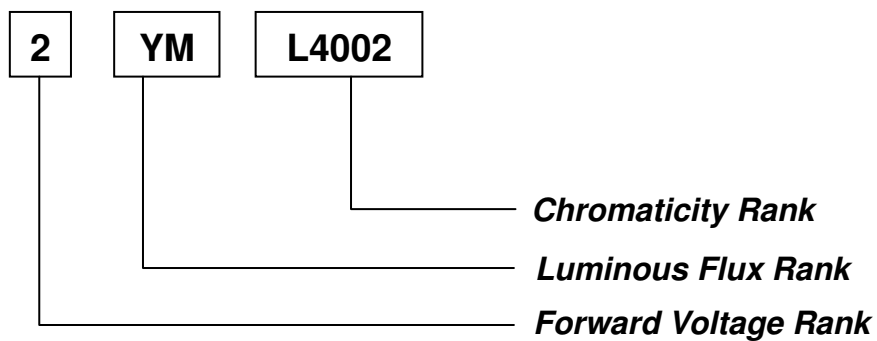 2 YM L4002
Chromaticity Rank
Luminous Flux Rank
Forward Voltage Rank